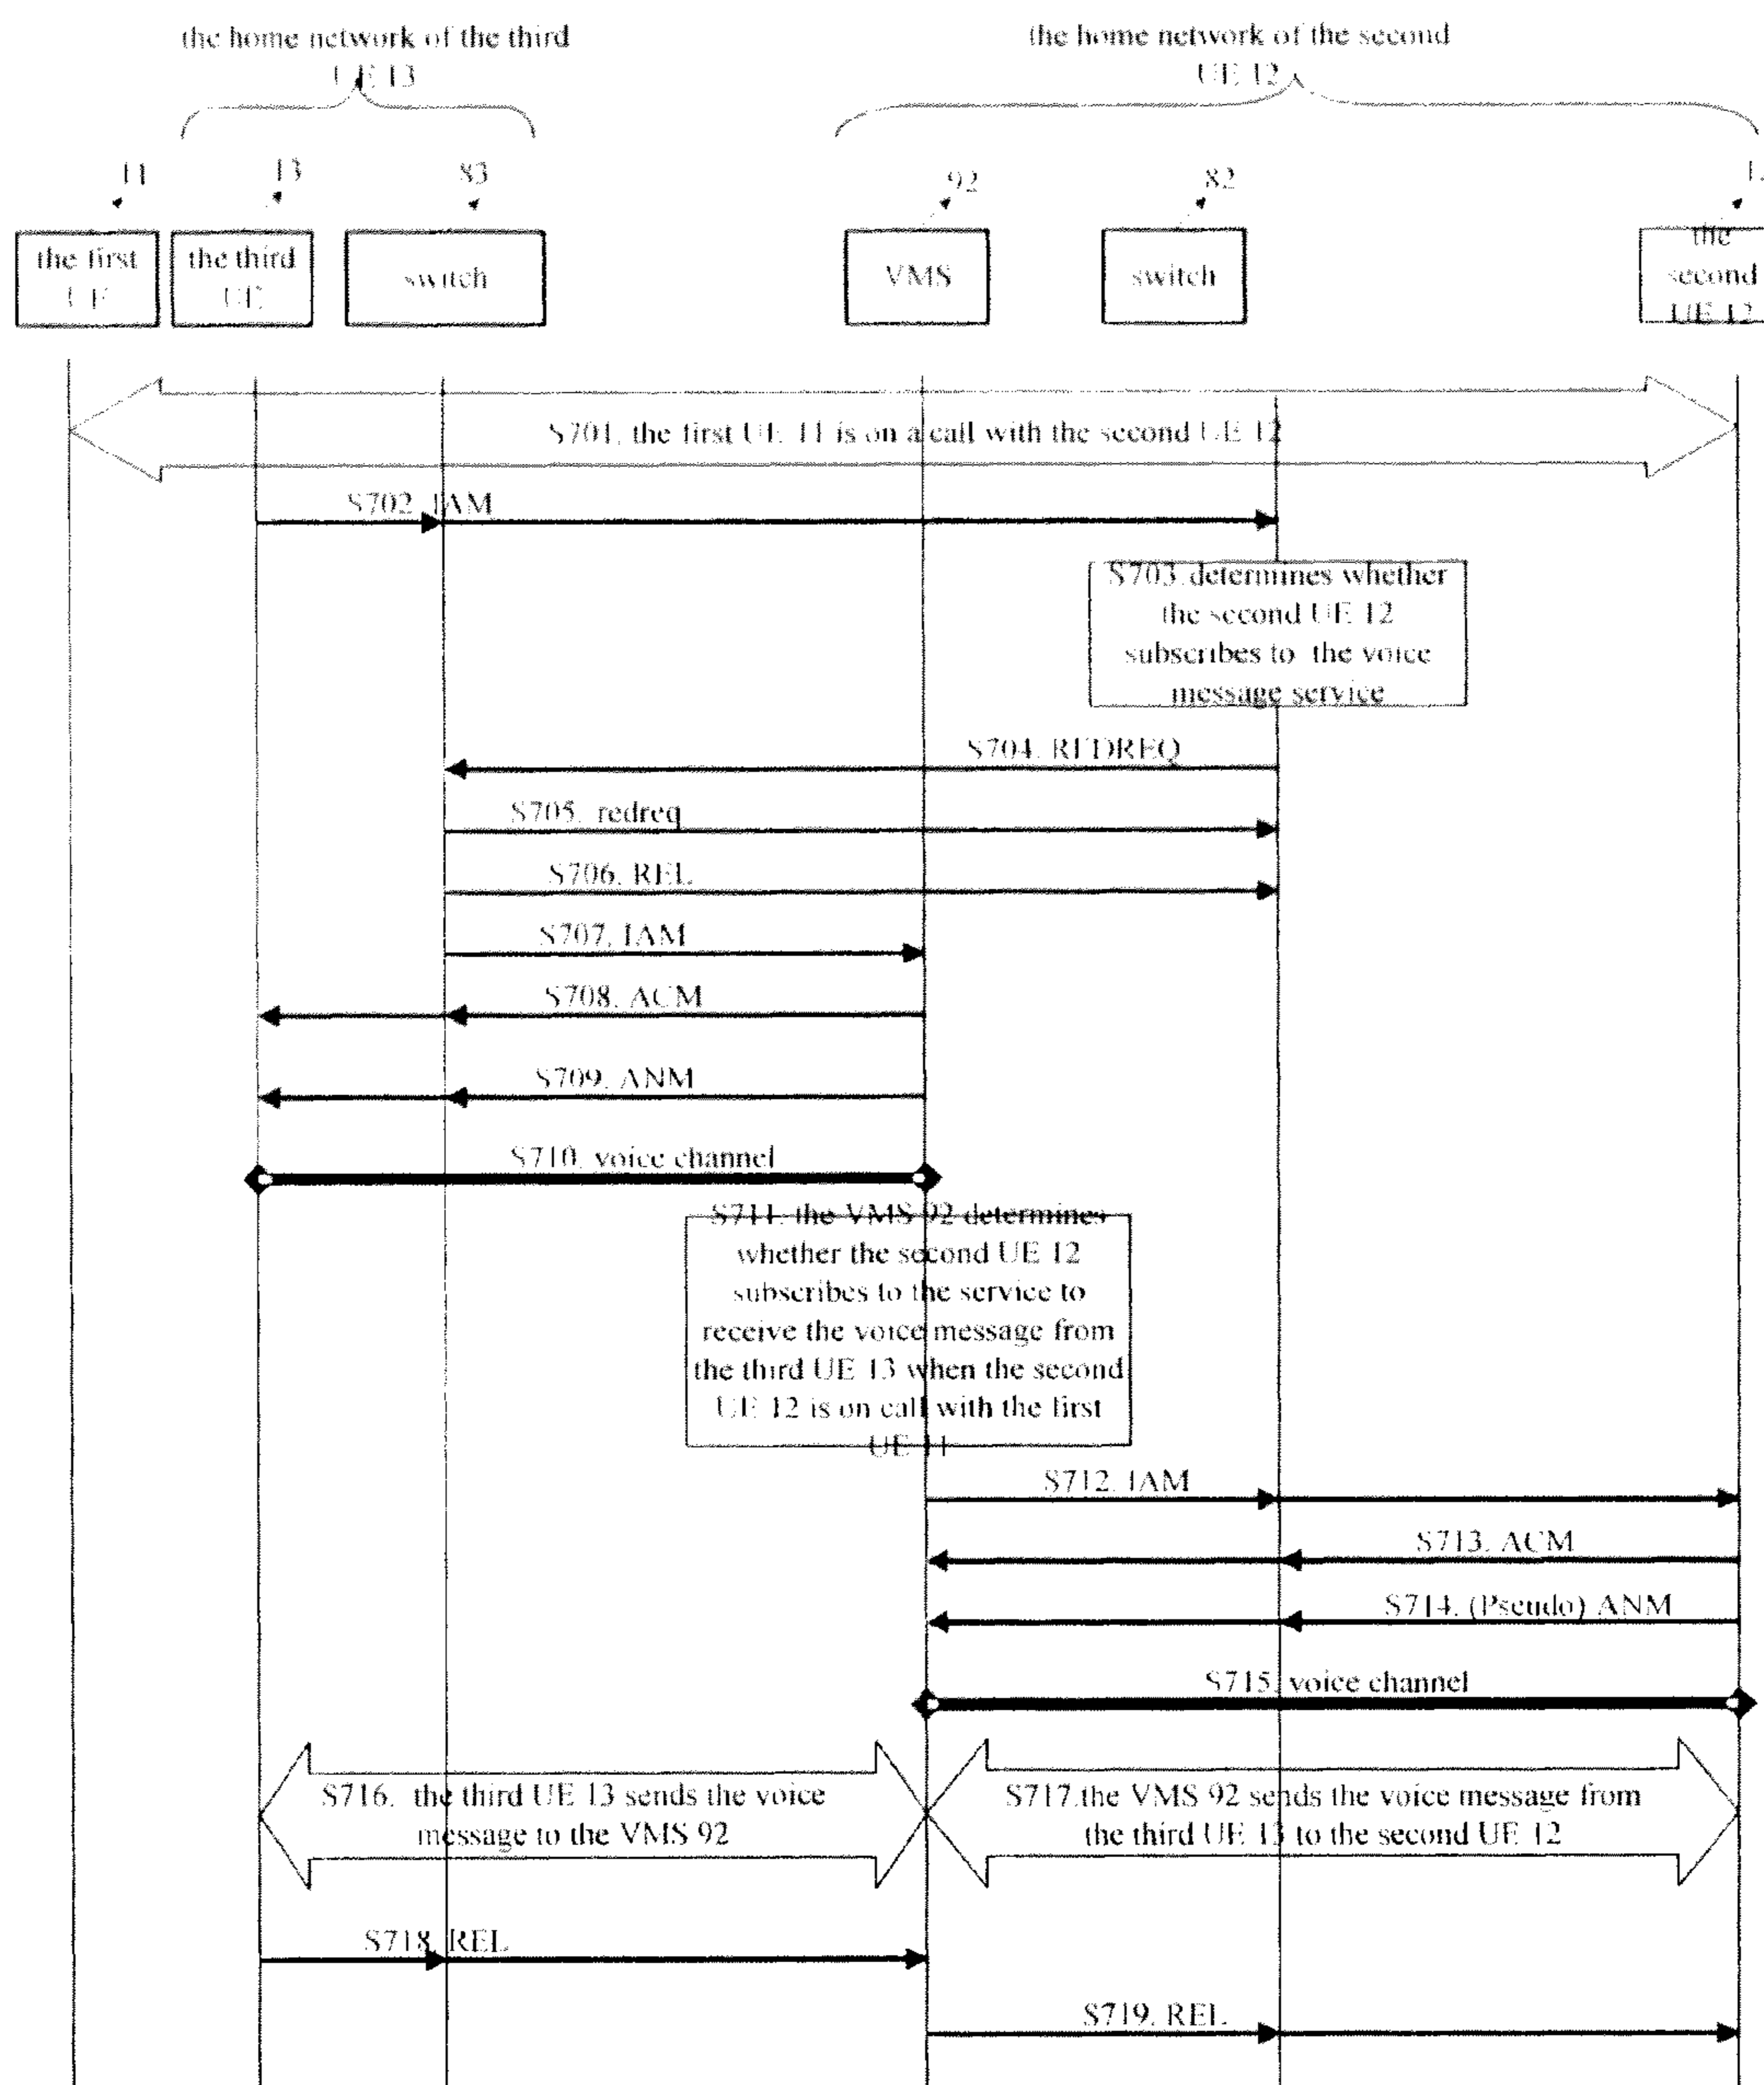 the home network of the third
UE 13
the home network of the second
UE 12
11
13
83
92
82
the first
UE
the third
UE
switch
VMS
switch
the
second
UE 12
S701. the first UE 11 is on a call with the second UE 12
S702. IAM
S703. determines whether
the second UE 12
subscribes to the voice
message service
S704. REDREQ
S705. redreq
S706. REL
S707. IAM
S708. ACM
S709. ANM
S710. voice channel
S711. the VMS 92 determines
whether the second UE 12
subscribes to the service to
receive the voice message from
the third UE 13 when the second
UE 12 is on call with the first
UE 11
S712. IAM
S713. ACM
S714. (Pseudo) ANM
S715. voice channel
S716. the third UE 13 sends the voice
message to the VMS 92
S717.the VMS 92 sends the voice message from
the third UE 13 to the second UE 12
S718. REL
S719. REL